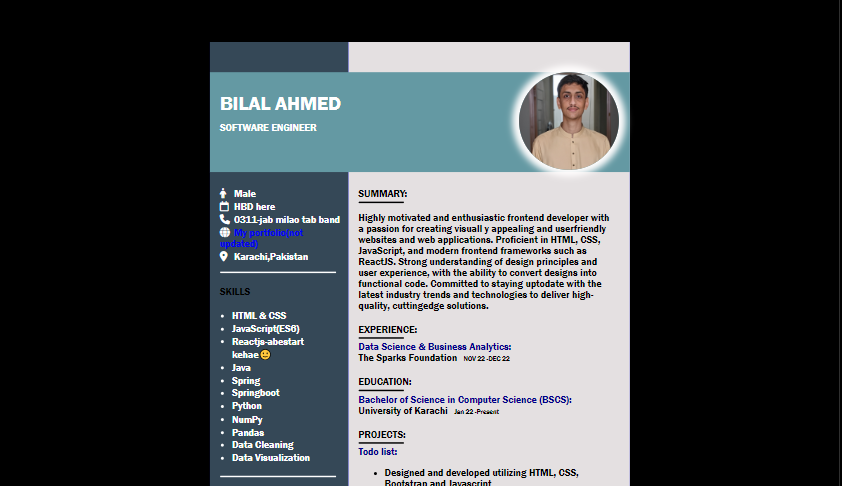 BILAL AHMED
SOFTWARE ENGINEER
Male
HBD here
0311-jab milao tab band
My portfolio(not
updated)
Karachi,Pakistan
SKILLS
HTML & CSS
JavaScript(ES6)
Reactjs-abestart
kehae🙂
Java
Spring
Springboot
Python
NumPy
Pandas
Data Cleaning
Data Visualization
SUMMARY:
Highly motivated and enthusiastic frontend developer with
a passion for creating visuall y appealing and userfriendly
websites and web applications. Proficient in HTML, CSS,
JavaScript, and modern frontend frameworks such as
ReactJS. Strong understanding of design principles and
user experience, with the ability to convert designs into
functional code. Committed to staying uptodate with the
latest industry trends and technologies to deliver high-
quality, cuttingedge solutions.
EXPERIENCE:
Data Science & Business Analytics:
The Sparks Foundation NOV 22 -DEC 22
EDUCATION:
Bachelor of Science in Computer Science (BSCS):
University of Karachi Jan 22 -Present
PROJECTS:
Todo list:
Designed and developed utilizing HTML, CSS,
Bootstrap and Javascript